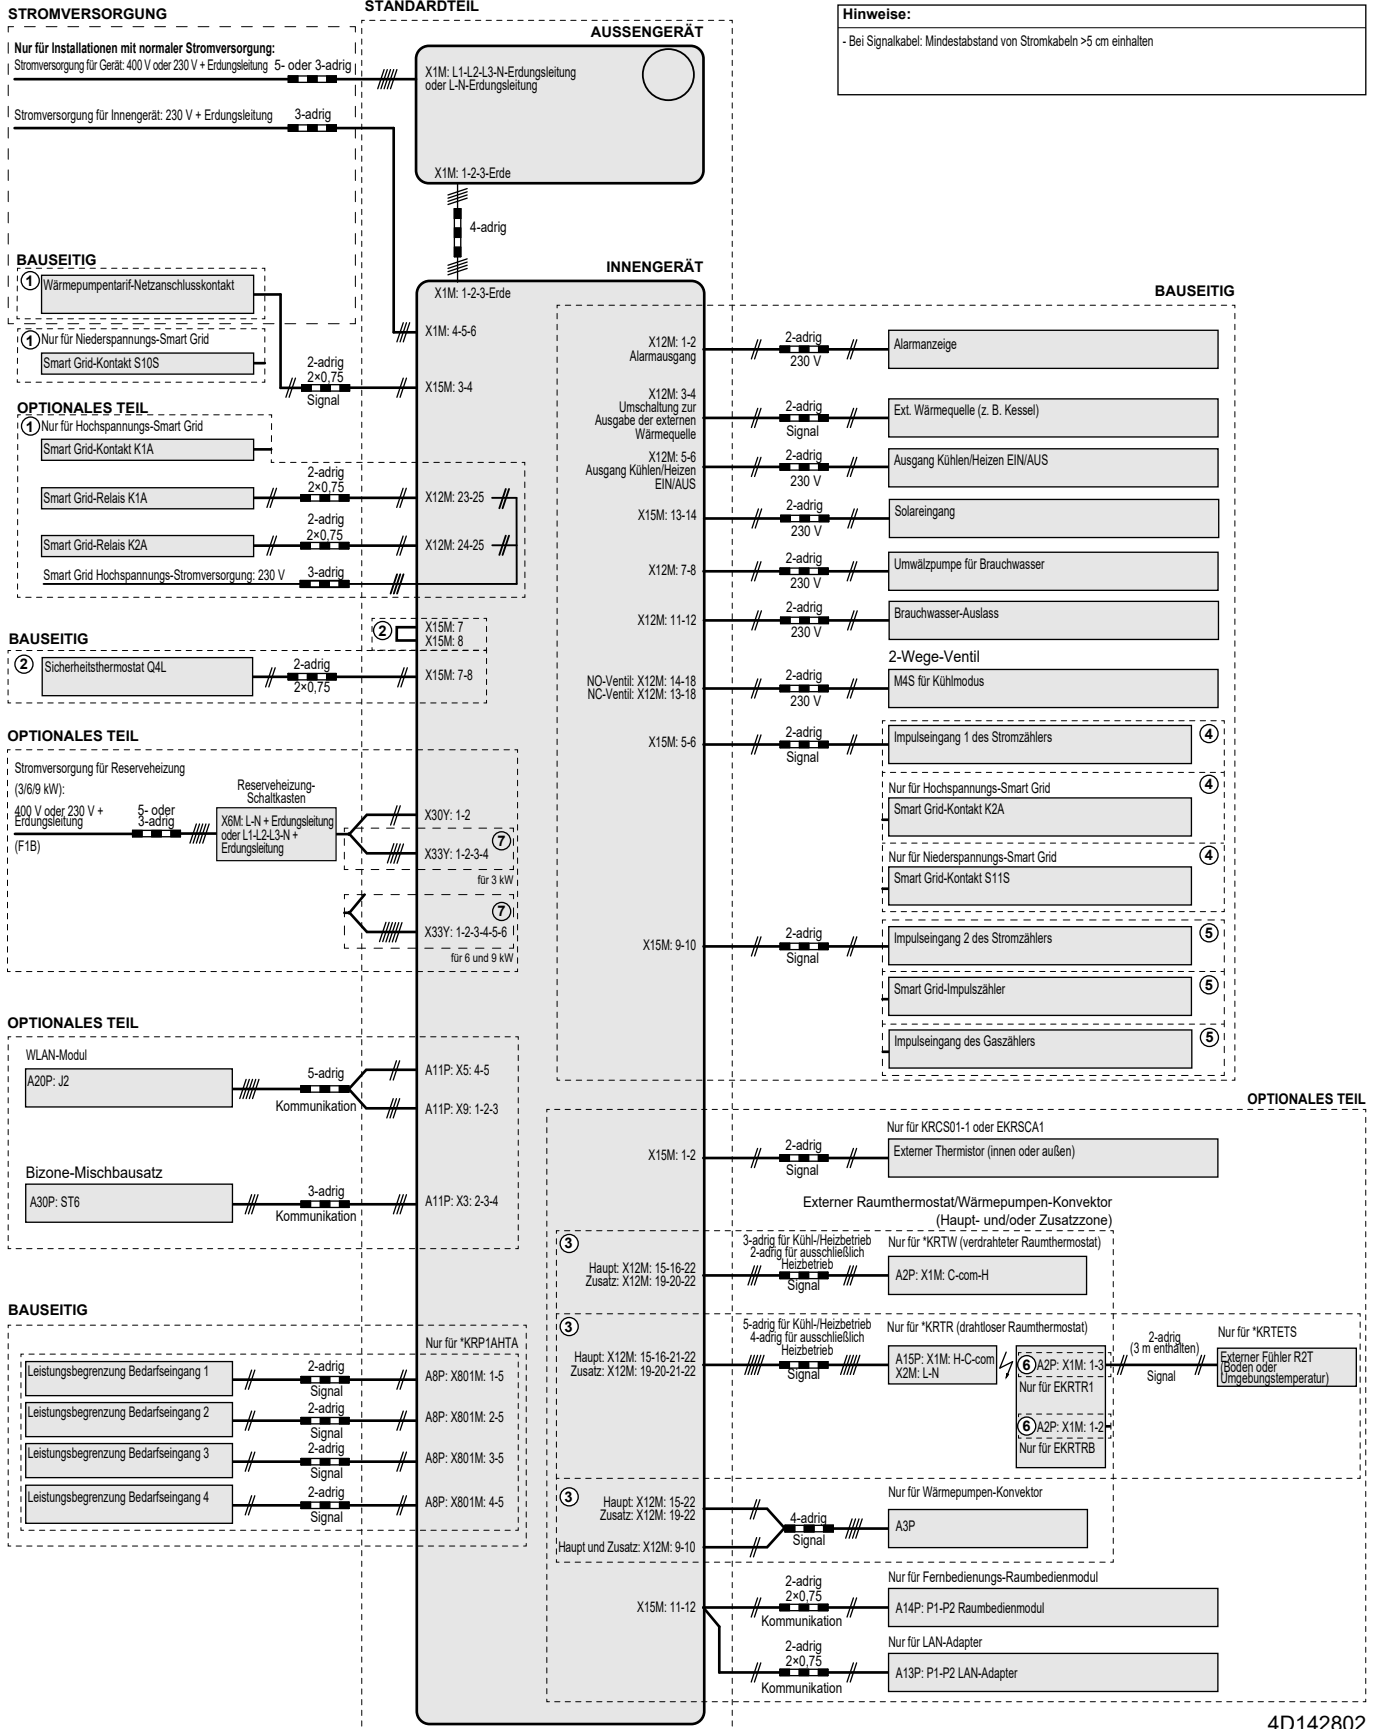 STROMVERSORGUNG
Nur für Installationen mit normaler Stromversorgung:
Stromversorgung für Gerät: 400 V oder 230 V + Erdungsleitung
5- oder 3-adrig
Stromversorgung für Innengerät: 230 V + Erdungsleitung
3-adrig
STANDARDTEIL
AUSSENGERÄT
X1M: L1-L2-L3-N-Erdungsleitung
oder L-N-Erdungsleitung
X1M: 1-2-3-Erde
4-adrig
Hinweise:
- Bei Signalkabel: Mindestabstand von Stromkabeln >5 cm einhalten
INNENGERÄT
X1M: 1-2-3-Erde
X1M: 4-5-6
BAUSEITIG
1
Wärmepumpentarif-Netzanschlusskontakt
1
Nur für Niederspannungs-Smart Grid
Smart Grid-Kontakt S10S
2-adrig
2×0,75
Signal
X15M: 3-4
OPTIONALES TEIL
1
Nur für Hochspannungs-Smart Grid
Smart Grid-Kontakt K1A
Smart Grid-Relais K1A
2-adrig
2×0,75
X12M: 23-25
Smart Grid-Relais K2A
2-adrig
2×0,75
X12M: 24-25
Smart Grid Hochspannungs-Stromversorgung: 230 V
3-adrig
2
X15M: 7
X15M: 8
BAUSEITIG
2
Sicherheitsthermostat Q4L
2-adrig
2×0,75
X15M: 7-8
OPTIONALES TEIL
Stromversorgung für Reserveheizung
(3/6/9 kW):
400 V oder 230 V +
Erdungsleitung
(F1B)
5- oder
3-adrig
Reserveheizung-
Schaltkasten
X6M: L-N + Erdungsleitung
oder L1-L2-L3-N +
Erdungsleitung
X30Y: 1-2
7
X33Y: 1-2-3-4
für 3 kW
7
X33Y: 1-2-3-4-5-6
für 6 und 9 kW
OPTIONALES TEIL
WLAN-Modul
A20P: J2
5-adrig
Kommunikation
A11P: X5: 4-5
A11P: X9: 1-2-3
Bizone-Mischbausatz
A30P: ST6
3-adrig
Kommunikation
A11P: X3: 2-3-4
BAUSEITIG
Nur für *KRP1AHTA
Leistungsbegrenzung Bedarfseingang 1
2-adrig
Signal
A8P: X801M: 1-5
Leistungsbegrenzung Bedarfseingang 2
2-adrig
Signal
A8P: X801M: 2-5
Leistungsbegrenzung Bedarfseingang 3
2-adrig
Signal
A8P: X801M: 3-5
Leistungsbegrenzung Bedarfseingang 4
2-adrig
Signal
A8P: X801M: 4-5
BAUSEITIG
X12M: 1-2
Alarmausgang
2-adrig
230 V
Alarmanzeige
X12M: 3-4
Umschaltung zur
Ausgabe der externen
Wärmequelle
2-adrig
Signal
Ext. Wärmequelle (z. B. Kessel)
X12M: 5-6
Ausgang Kühlen/Heizen
EIN/AUS
2-adrig
230 V
Ausgang Kühlen/Heizen EIN/AUS
X15M: 13-14
2-adrig
230 V
Solareingang
X12M: 7-8
2-adrig
230 V
Umwälzpumpe für Brauchwasser
X12M: 11-12
2-adrig
230 V
Brauchwasser-Auslass
2-Wege-Ventil
NO-Ventil: X12M: 14-18
NC-Ventil: X12M: 13-18
2-adrig
230 V
M4S für Kühlmodus
X15M: 5-6
2-adrig
Signal
Impulseingang 1 des Stromzählers
4
Nur für Hochspannungs-Smart Grid
4
Smart Grid-Kontakt K2A
Nur für Niederspannungs-Smart Grid
4
Smart Grid-Kontakt S11S
X15M: 9-10
2-adrig
Signal
Impulseingang 2 des Stromzählers
5
Smart Grid-Impulszähler
5
Impulseingang des Gaszählers
5
OPTIONALES TEIL
Nur für KRCS01-1 oder EKRSCA1
X15M: 1-2
2-adrig
Signal
Externer Thermistor (innen oder außen)
Externer Raumthermostat/Wärmepumpen-Konvektor
(Haupt- und/oder Zusatzzone)
3
Haupt: X12M: 15-16-22
Zusatz: X12M: 19-20-22
3-adrig für Kühl-/Heizbetrieb
2-adrig für ausschließlich
Heizbetrieb
Signal
Nur für *KRTW (verdrahteter Raumthermostat)
A2P: X1M: C-com-H
3
Haupt: X12M: 15-16-21-22
Zusatz: X12M: 19-20-21-22
5-adrig für Kühl-/Heizbetrieb
4-adrig für ausschließlich
Heizbetrieb
Signal
Nur für *KRTR (drahtloser Raumthermostat)
A15P: X1M: H-C-com
X2M: L-N
6
A2P: X1M: 1-3
Nur für EKRTR1
6
A2P: X1M: 1-2
Nur für EKRTRB
2-adrig
(3 m enthalten)
Signal
Nur für *KRTETS
Externer Fühler R2T
(Boden oder
Umgebungstemperatur)
3
Haupt: X12M: 15-22
Zusatz: X12M: 19-22
Haupt und Zusatz: X12M: 9-10
4-adrig
Signal
Nur für Wärmepumpen-Konvektor
A3P
X15M: 11-12
2-adrig
2×0,75
Kommunikation
Nur für Fernbedienungs-Raumbedienmodul
A14P: P1-P2 Raumbedienmodul
2-adrig
2×0,75
Kommunikation
Nur für LAN-Adapter
A13P: P1-P2 LAN-Adapter
4D142802